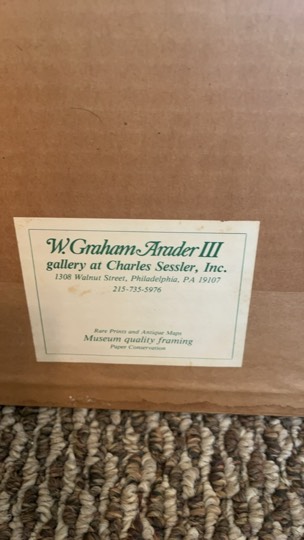 W. Graham Arader III
gallery at Charles Sessler, Inc.
1308 Walnut Street, Philadelphia, PA 19107
215-735-5976
Rare Prints and Antique Maps
Museum quality framing
Paper Conservation